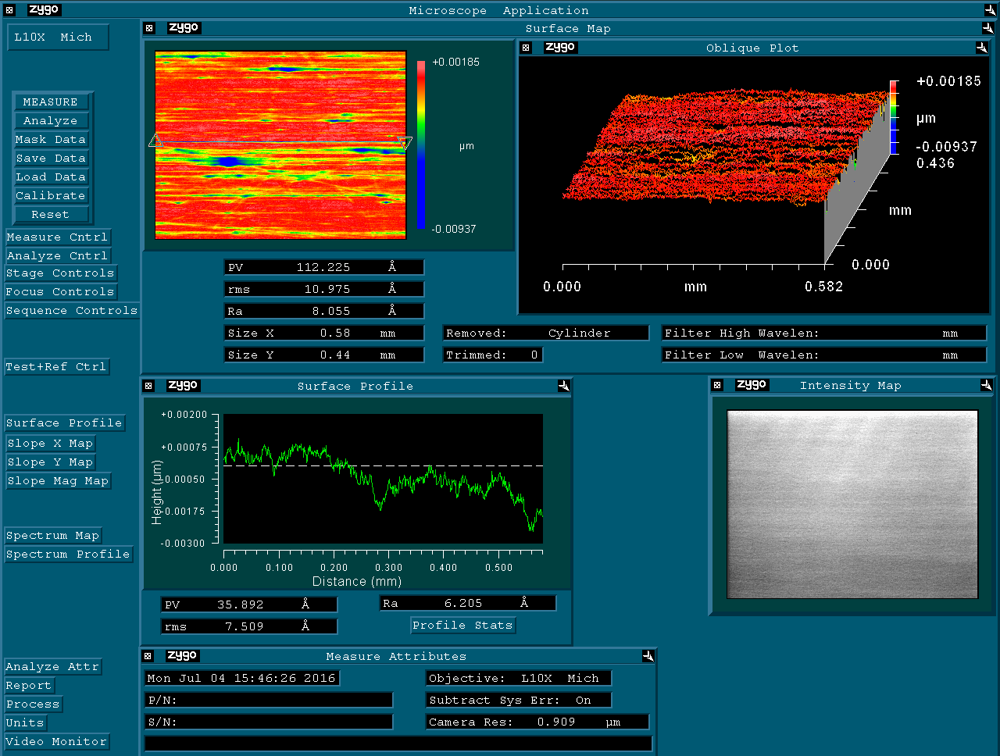 zygo Microscope Application
L10X Mich
zygo Surface Map
+0.00185
µm
-0.00937
zygo Oblique Plot
+0.00185
µm
-0.00937
0.436
mm
0.000
0.000 mm 0.582
MEASURE
Analyze
Mask Data
Save Data
Load Data
Calibrate
Reset
Measure Cntrl
Analyze Cntrl
Stage Controls
Focus Controls
Sequence Controls
Test+Ref Ctrl
Surface Profile
Slope X Map
Slope Y Map
Slope Mag Map
Spectrum Map
Spectrum Profile
Analyze Attr
Report
Process
Units
Video Monitor
PV 112.225 Å
rms 10.975 Å
Ra 8.055 Å
Size X 0.58 mm
Size Y 0.44 mm
Removed: Cylinder
Trimmed: 0
Filter High Wavelen: mm
Filter Low Wavelen: mm
zygo Surface Profile
+0.00200
+0.00075
-0.00050
-0.00175
-0.00300
Height (µm)
0.000 0.100 0.200 0.300 0.400 0.500
Distance (mm)
PV 35.892 Å
rms 7.509 Å
Ra 6.205 Å
Profile Stats
zygo Intensity Map
zygo Measure Attributes
Mon Jul 04 15:46:26 2016
P/N:
S/N:
Objective: L10X Mich
Subtract Sys Err: On
Camera Res: 0.909 µm